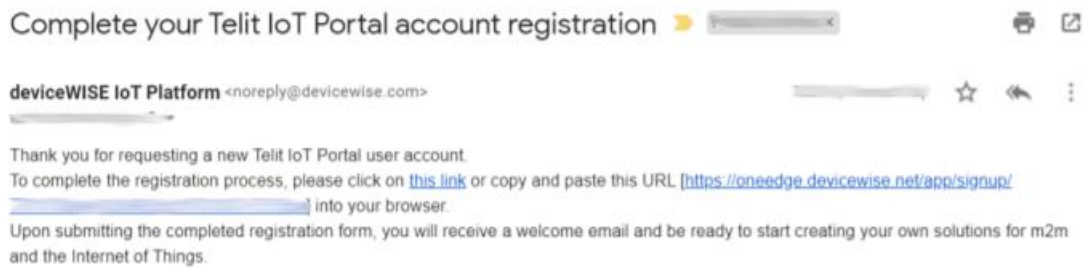 Complete your Telit IoT Portal account registration
deviceWISE IoT Platform <noreply@devicewise.com>
Thank you for requesting a new Telit IoT Portal user account.
To complete the registration process, please click on this link or copy and paste this URL [https://oneedge.devicewise.net/app/signup/
] into your browser.
Upon submitting the completed registration form, you will receive a welcome email and be ready to start creating your own solutions for m2m
and the Internet of Things.